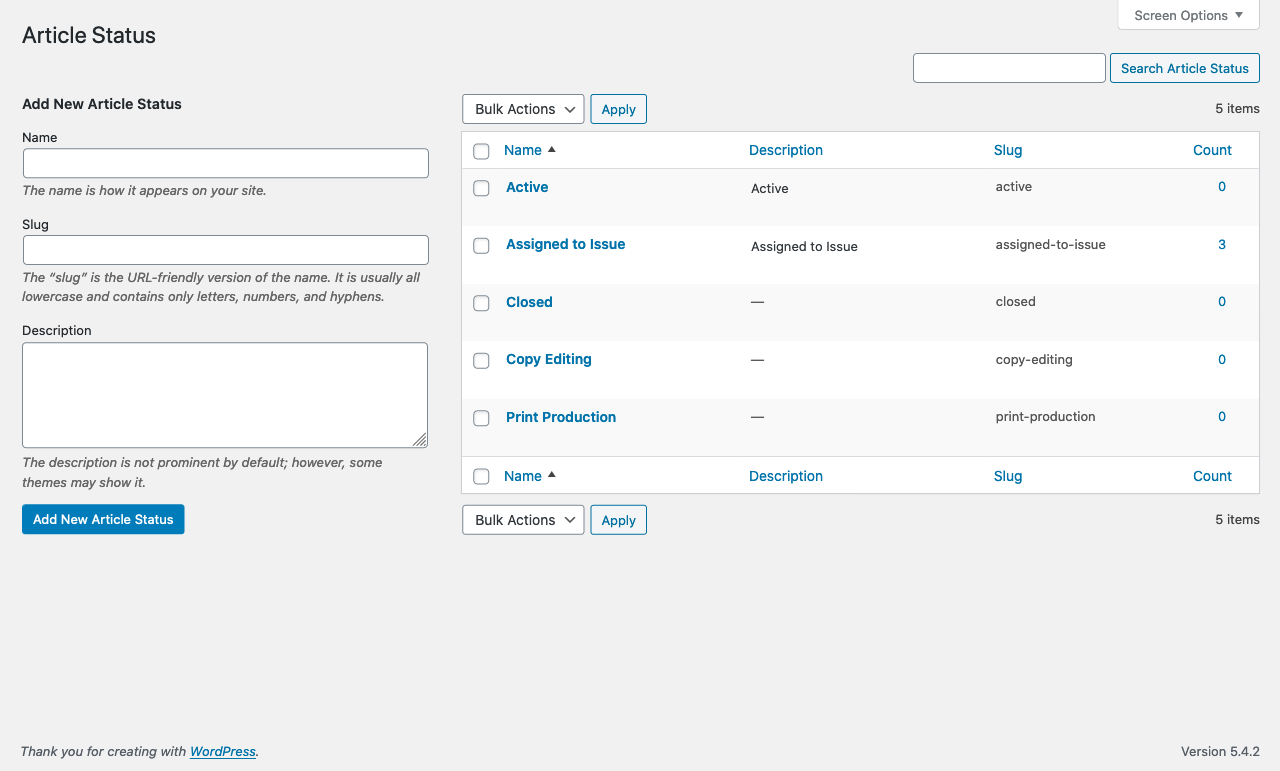 Screen Options ▼
Article Status
Search Article Status
Add New Article Status
Name
The name is how it appears on your site.
Slug
The “slug” is the URL-friendly version of the name. It is usually all
lowercase and contains only letters, numbers, and hyphens.
Description
The description is not prominent by default; however, some
themes may show it.
Add New Article Status
Bulk Actions Apply 5 items
Name ▲ Description Slug Count
Active Active active 0
Assigned to Issue Assigned to Issue assigned-to-issue 3
Closed — closed 0
Copy Editing — copy-editing 0
Print Production — print-production 0
Name ▲ Description Slug Count
Bulk Actions Apply 5 items
Thank you for creating with WordPress. Version 5.4.2